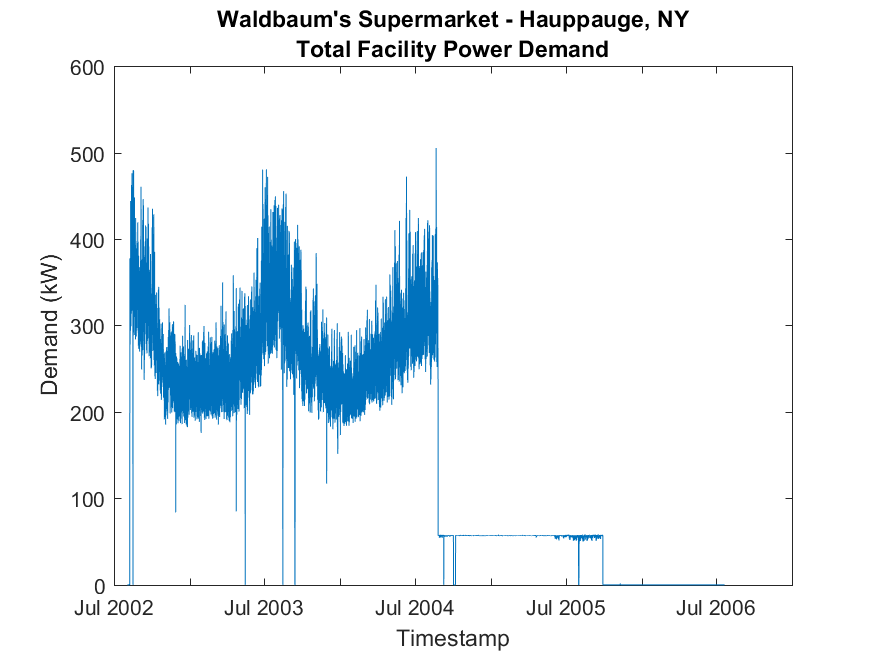 Waldbaum's Supermarket - Hauppauge, NY
Total Facility Power Demand
600
500
400
300
200
100
0
Demand (kW)
Jul 2002 Jul 2003 Jul 2004 Jul 2005 Jul 2006
Timestamp